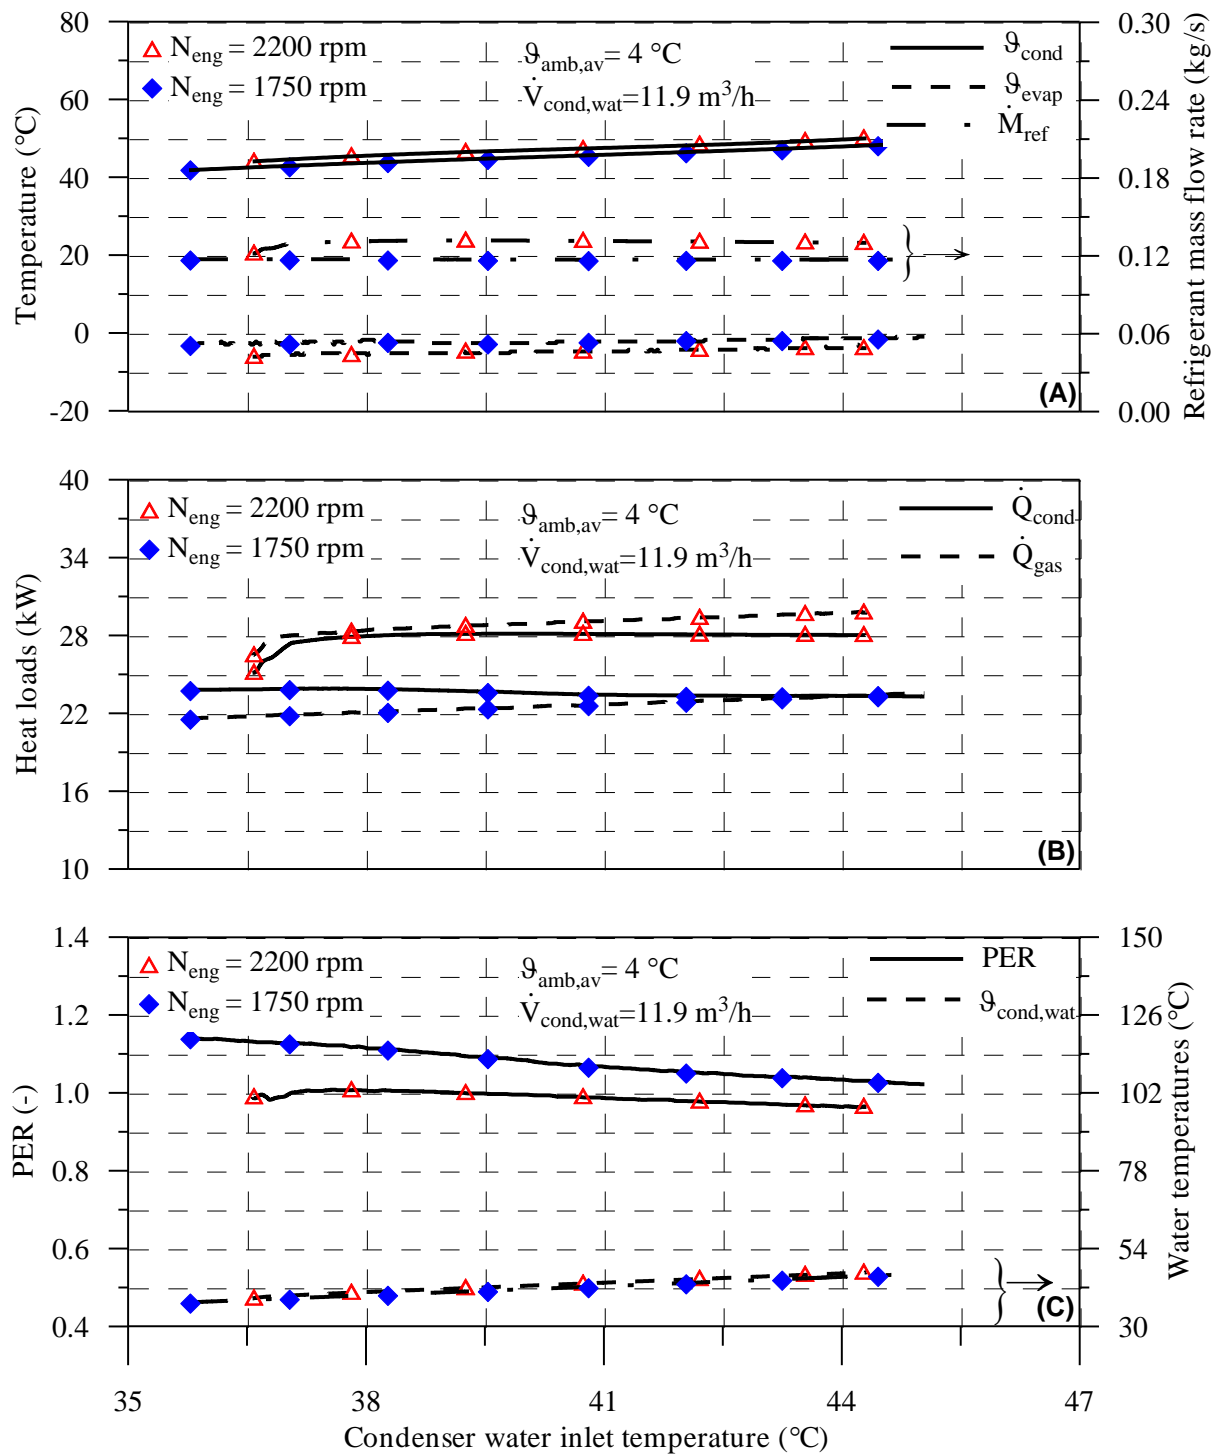 80
60
40
20
0
-20
Temperature (°C)
N_eng = 2200 rpm
N_eng = 1750 rpm
ϑ_amb,av = 4 °C
V̇_cond,wat=11.9 m³/h
ϑ_cond
ϑ_evap
Ṁ_ref
0.30
0.24
0.18
0.12
0.06
0.00
Refrigerant mass flow rate (kg/s)
(A)
40
34
28
22
16
10
Heat loads (kW)
N_eng = 2200 rpm
N_eng = 1750 rpm
ϑ_amb,av = 4 °C
V̇_cond,wat=11.9 m³/h
Q̇_cond
Q̇_gas
(B)
1.4
1.2
1.0
0.8
0.6
0.4
PER (-)
N_eng = 2200 rpm
N_eng = 1750 rpm
ϑ_amb,av = 4 °C
V̇_cond,wat=11.9 m³/h
PER
ϑ_cond,wat
150
126
102
78
54
30
Water temperatures (°C)
(C)
35 38 41 44 47
Condenser water inlet temperature (°C)